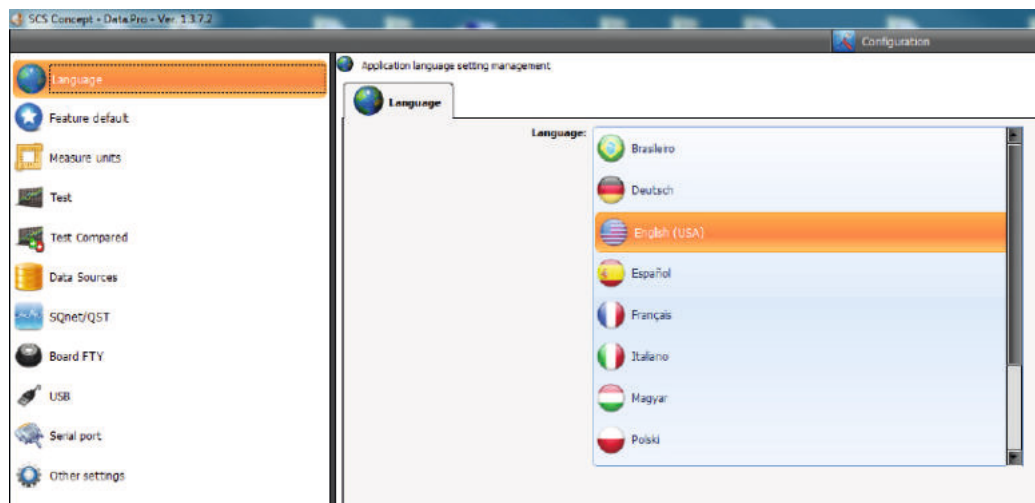 SCS Concept - Data Pro - Ver. 1.3.7.2
Configuration
Language
Feature default
Measure units
Test
Test Compared
Data Sources
SQnet/QST
Board FTY
USB
Serial port
Other settings
Application language setting management
Language
Language:
Brasileiro
Deutsch
English (USA)
Español
Français
Italiano
Magyar
Polski